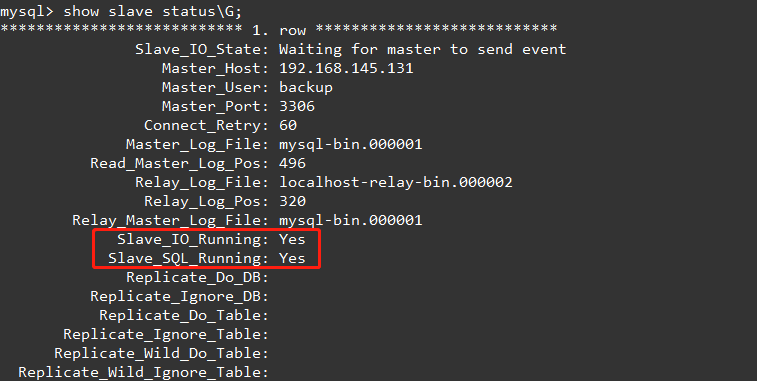 mysql> show slave status\G;
*************************** 1. row ***************************
Slave_IO_State: Waiting for master to send event
Master_Host: 192.168.145.131
Master_User: backup
Master_Port: 3306
Connect_Retry: 60
Master_Log_File: mysql-bin.000001
Read_Master_Log_Pos: 496
Relay_Log_File: localhost-relay-bin.000002
Relay_Log_Pos: 320
Relay_Master_Log_File: mysql-bin.000001
Slave_IO_Running: Yes
Slave_SQL_Running: Yes
Replicate_Do_DB:
Replicate_Ignore_DB:
Replicate_Do_Table:
Replicate_Ignore_Table:
Replicate_Wild_Do_Table:
Replicate_Wild_Ignore_Table: